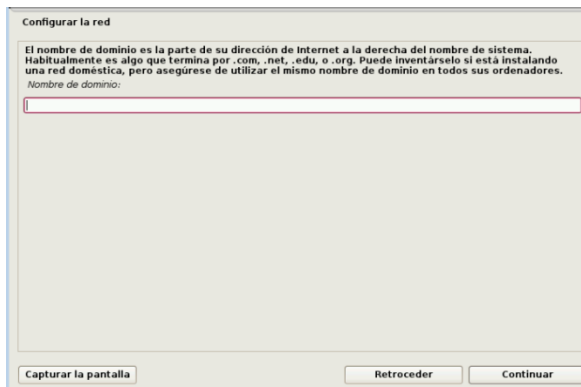 Configurar la red
El nombre de dominio es la parte de su dirección de Internet a la derecha del nombre de sistema.
Habitualmente es algo que termina por .com, .net, .edu, o .org. Puede inventárselo si está instalando
una red doméstica, pero asegúrese de utilizar el mismo nombre de dominio en todos sus ordenadores.
Nombre de dominio:
Capturar la pantalla
Retroceder
Continuar